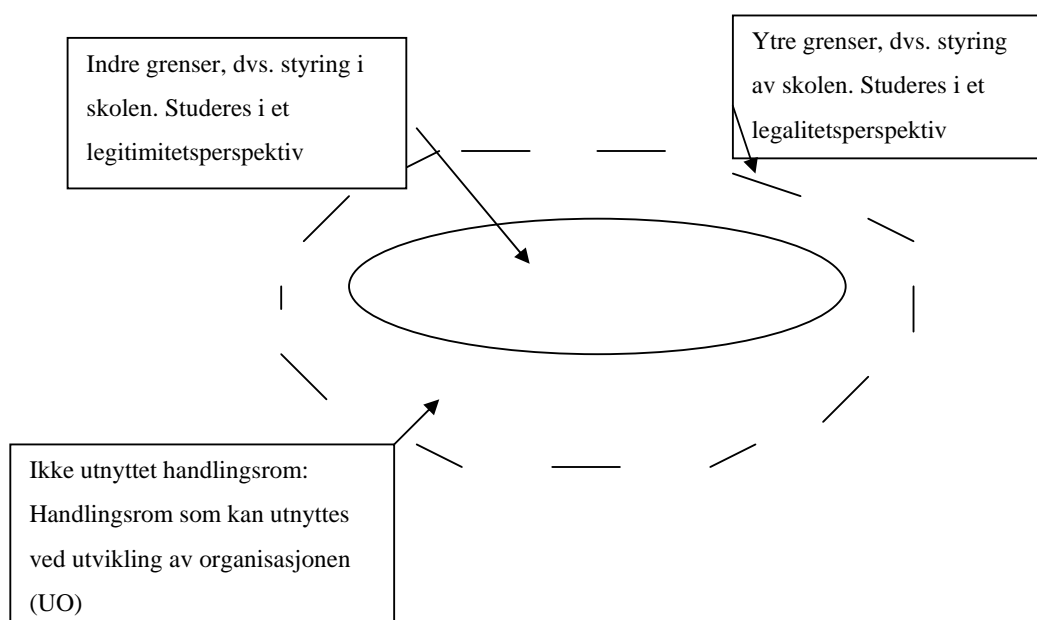 Indre grenser, dvs. styring i
skolen. Studeres i et
legitimitetsperspektiv
Ytre grenser, dvs. styring
av skolen. Studeres i et
legalitetsperspektiv
Ikke utnyttet handlingsrom:
Handlingsrom som kan utnyttes
ved utvikling av organisasjonen
(UO)